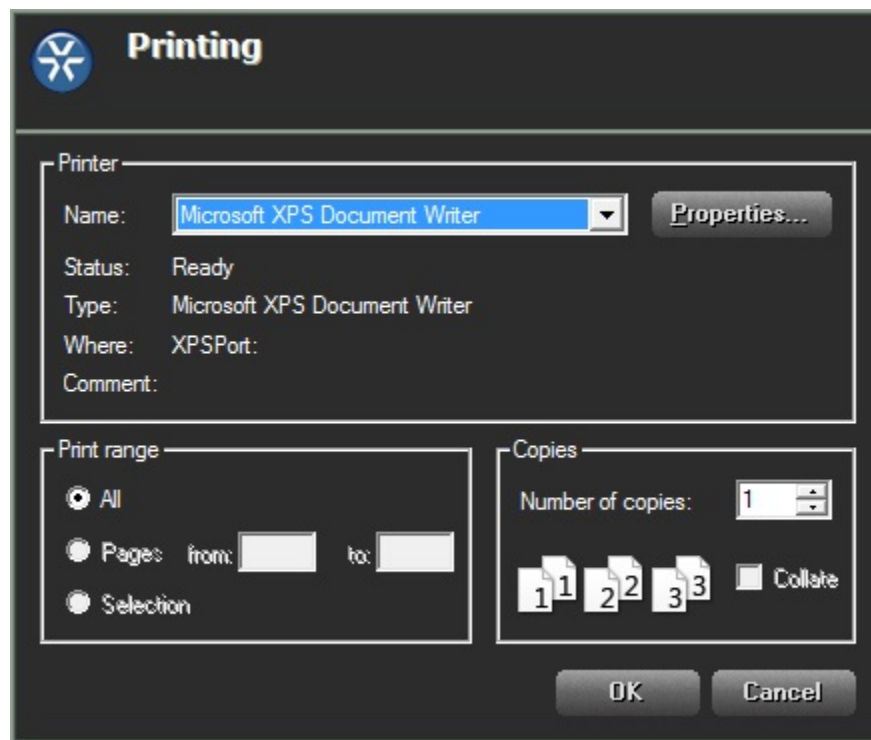 Printing
Printer
Name: Microsoft XPS Document Writer Properties...
Status: Ready
Type: Microsoft XPS Document Writer
Where: XPSPort:
Comment:
Print range
All
Pages from: to:
Selection
Copies
Number of copies: 1
1 1 2 2 3 3 Collate
OK Cancel